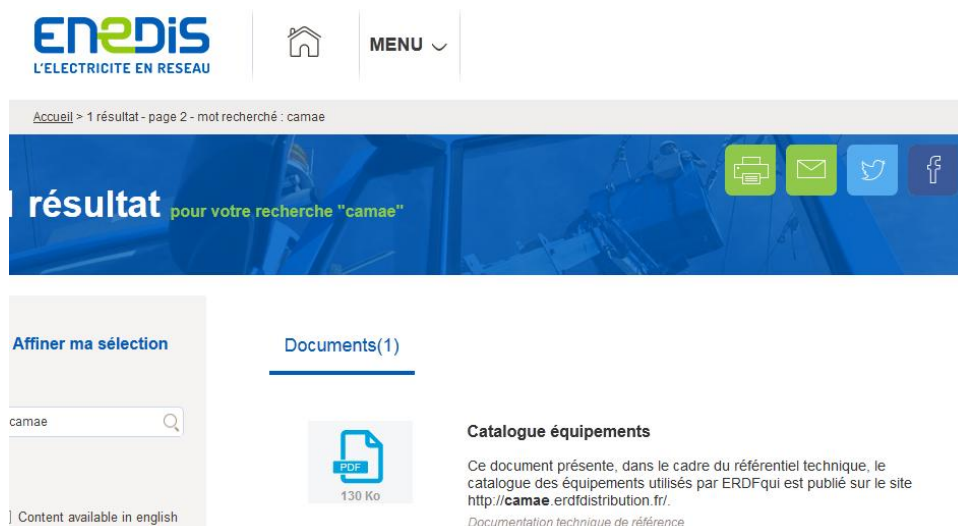 ENEDIS
L'ELECTRICITE EN RESEAU
MENU
Accueil > 1 résultat - page 2 - mot recherché : camae
résultat pour votre recherche "camae"
Affiner ma sélection
Documents(1)
camae
Content available in english
PDF
130 Ko
Catalogue équipements
Ce document présente, dans le cadre du référentiel technique, le
catalogue des équipements utilisés par ERDFqui est publié sur le site
http://camae.erdfdistribution.fr/.
Documentation technique de référence